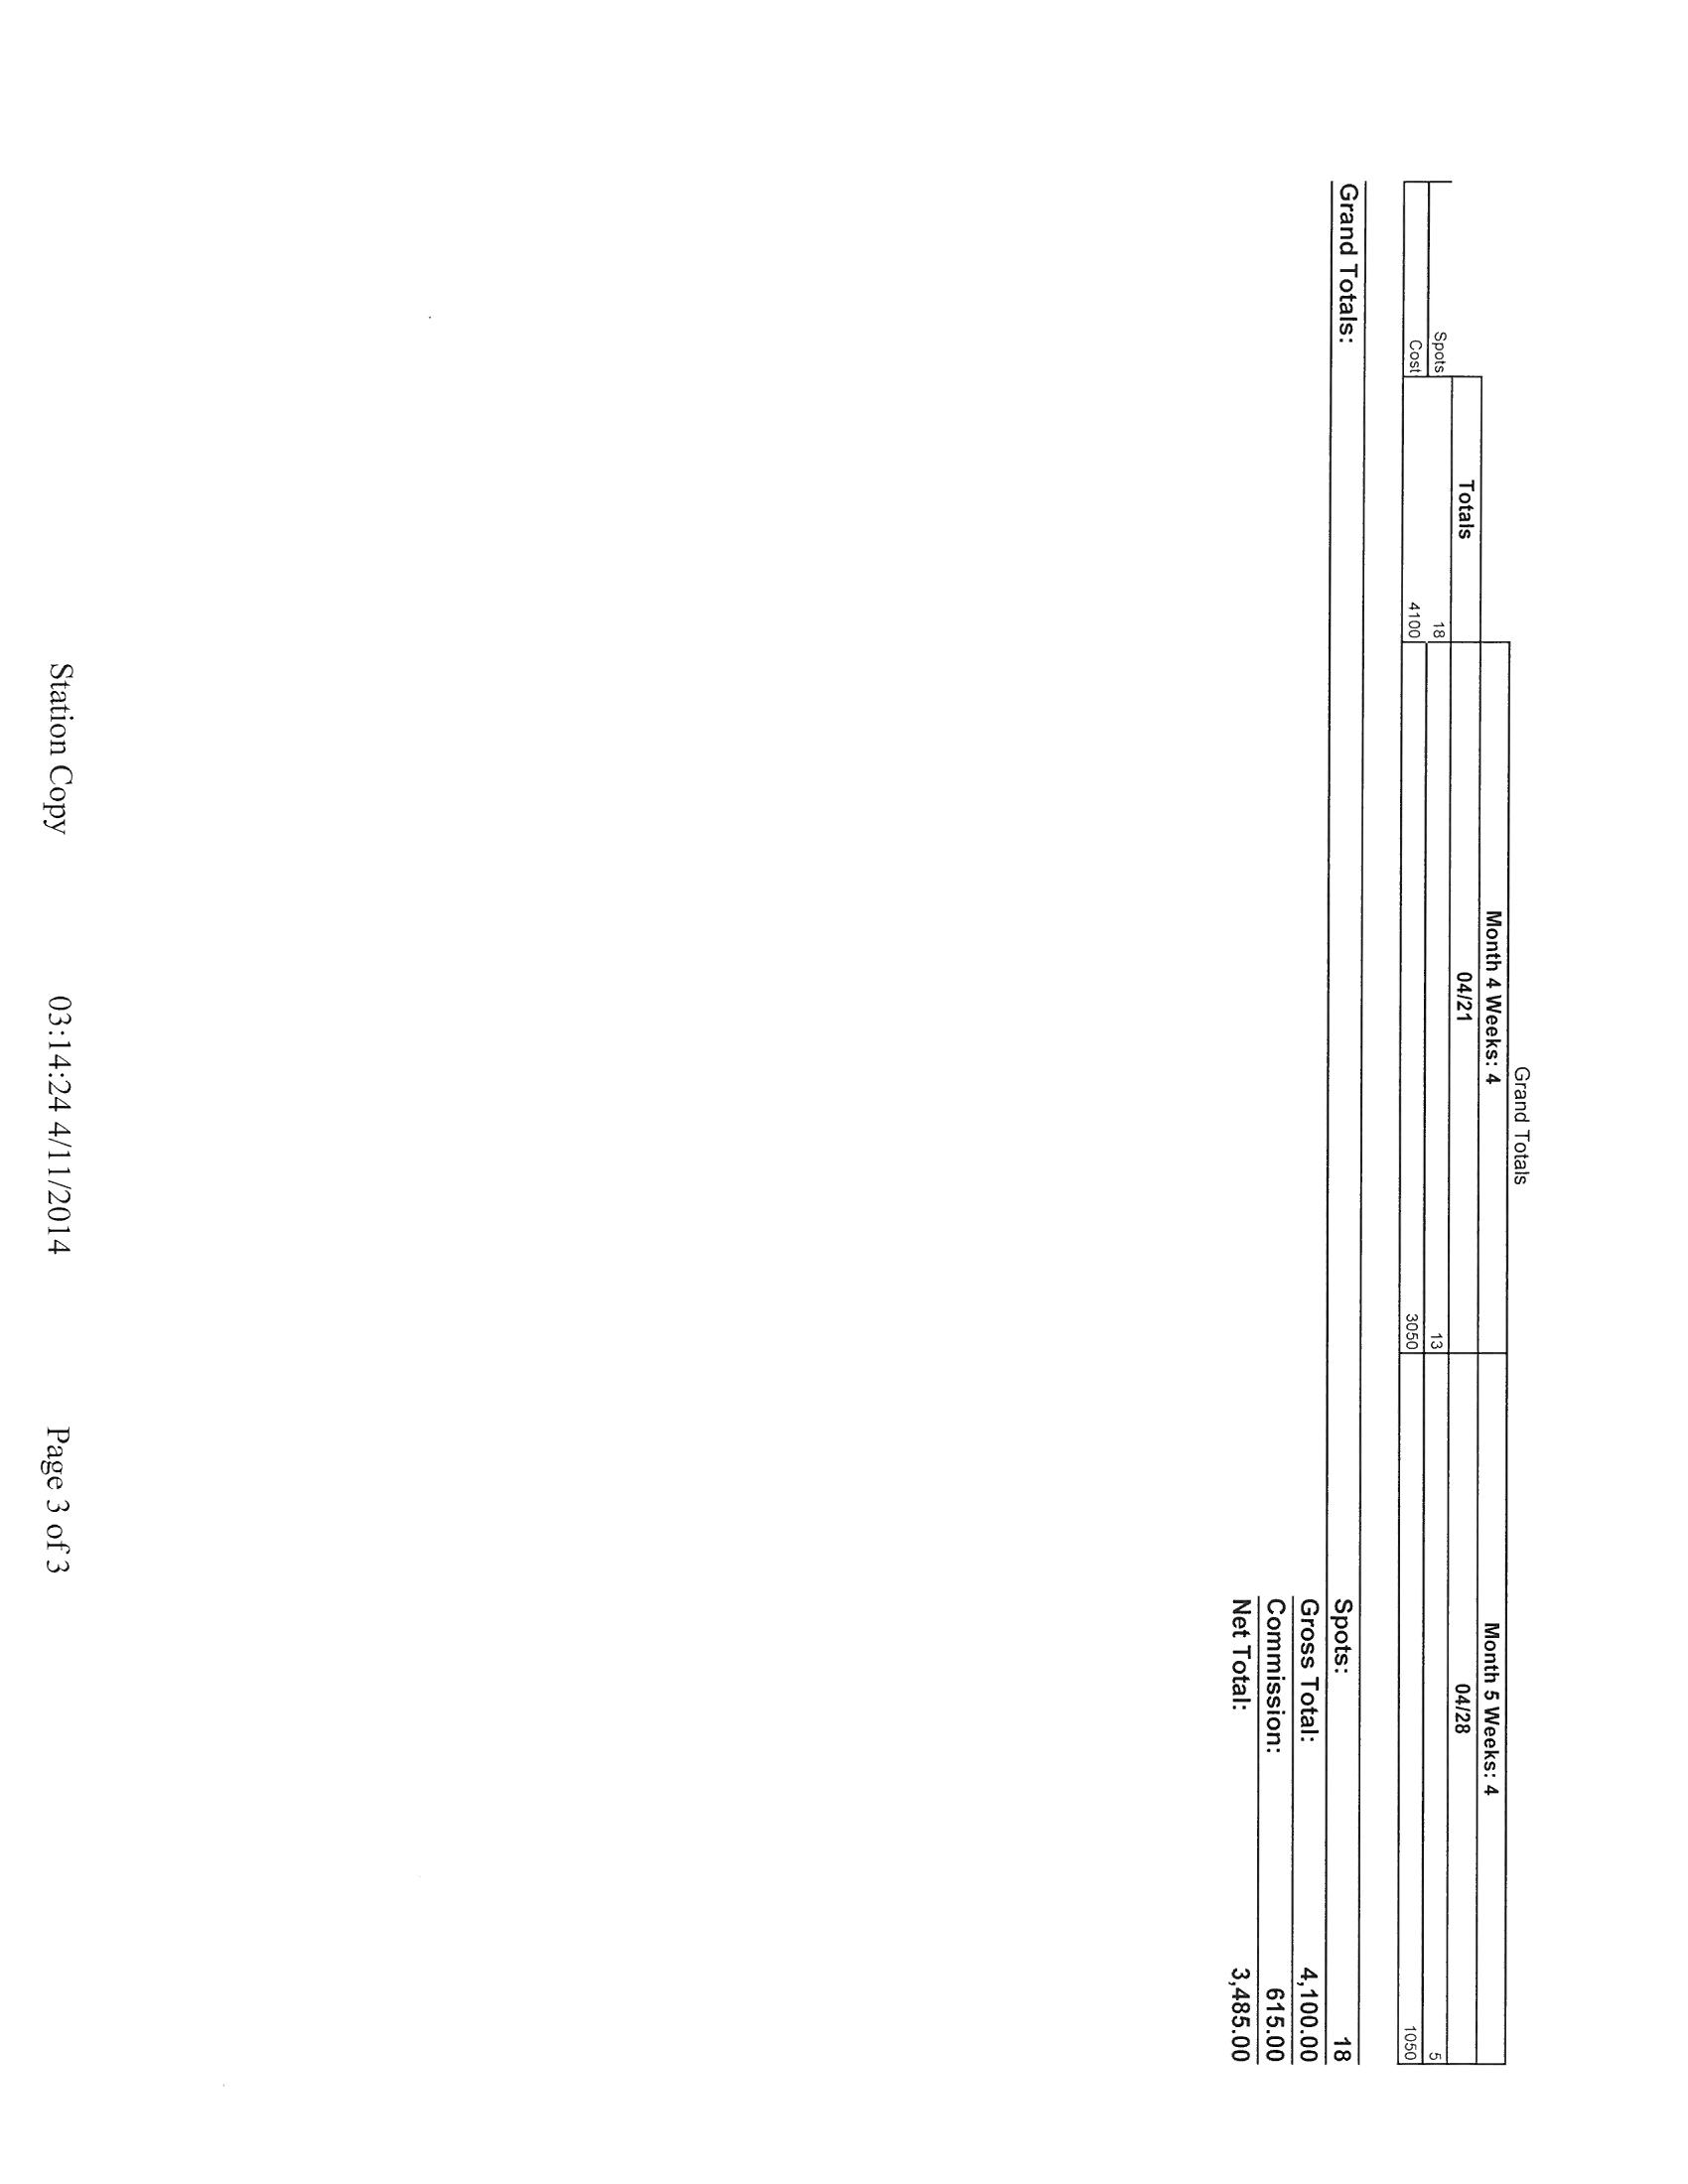 Grand Totals
Month 4 Weeks: 4 Month 5 Weeks: 4
Totals 04/21 04/28
Spots 18 13 5
Cost 4100 3050 1050
Grand Totals: Spots: 18
Gross Total: 4,100.00
Commission: 615.00
Net Total: 3,485.00
Station Copy 03:14:24 4/11/2014 Page 3 of 3